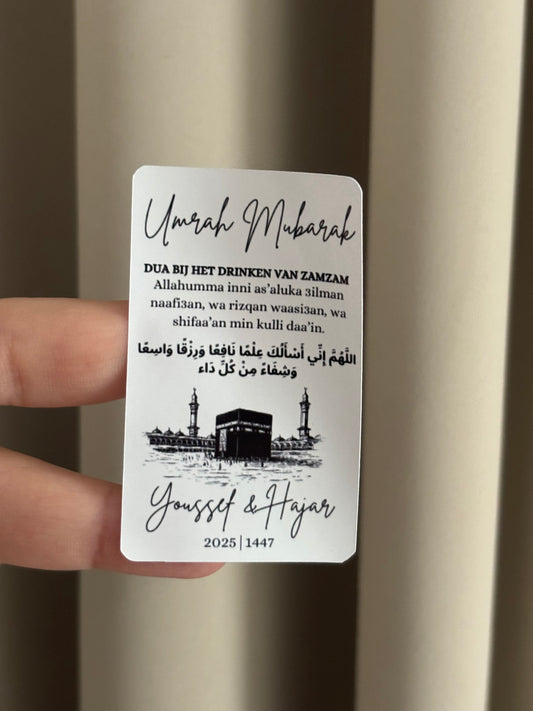 Umrah Mubarak
DUA BIJ HET DRINKEN VAN ZAMZAM
Allahumma inni as’aluka 3ilman
naafi3an, wa rizqan waasi3an, wa
shifaa’an min kulli daa’in.
اللَّهُمَّ إِنِّي أَسْأَلُكَ عِلْمًا نَافِعًا وَرِزْقًا وَاسِعًا
وَشِفَاءً مِنْ كُلِّ دَاء
Youssef & Hajar
2025|1447